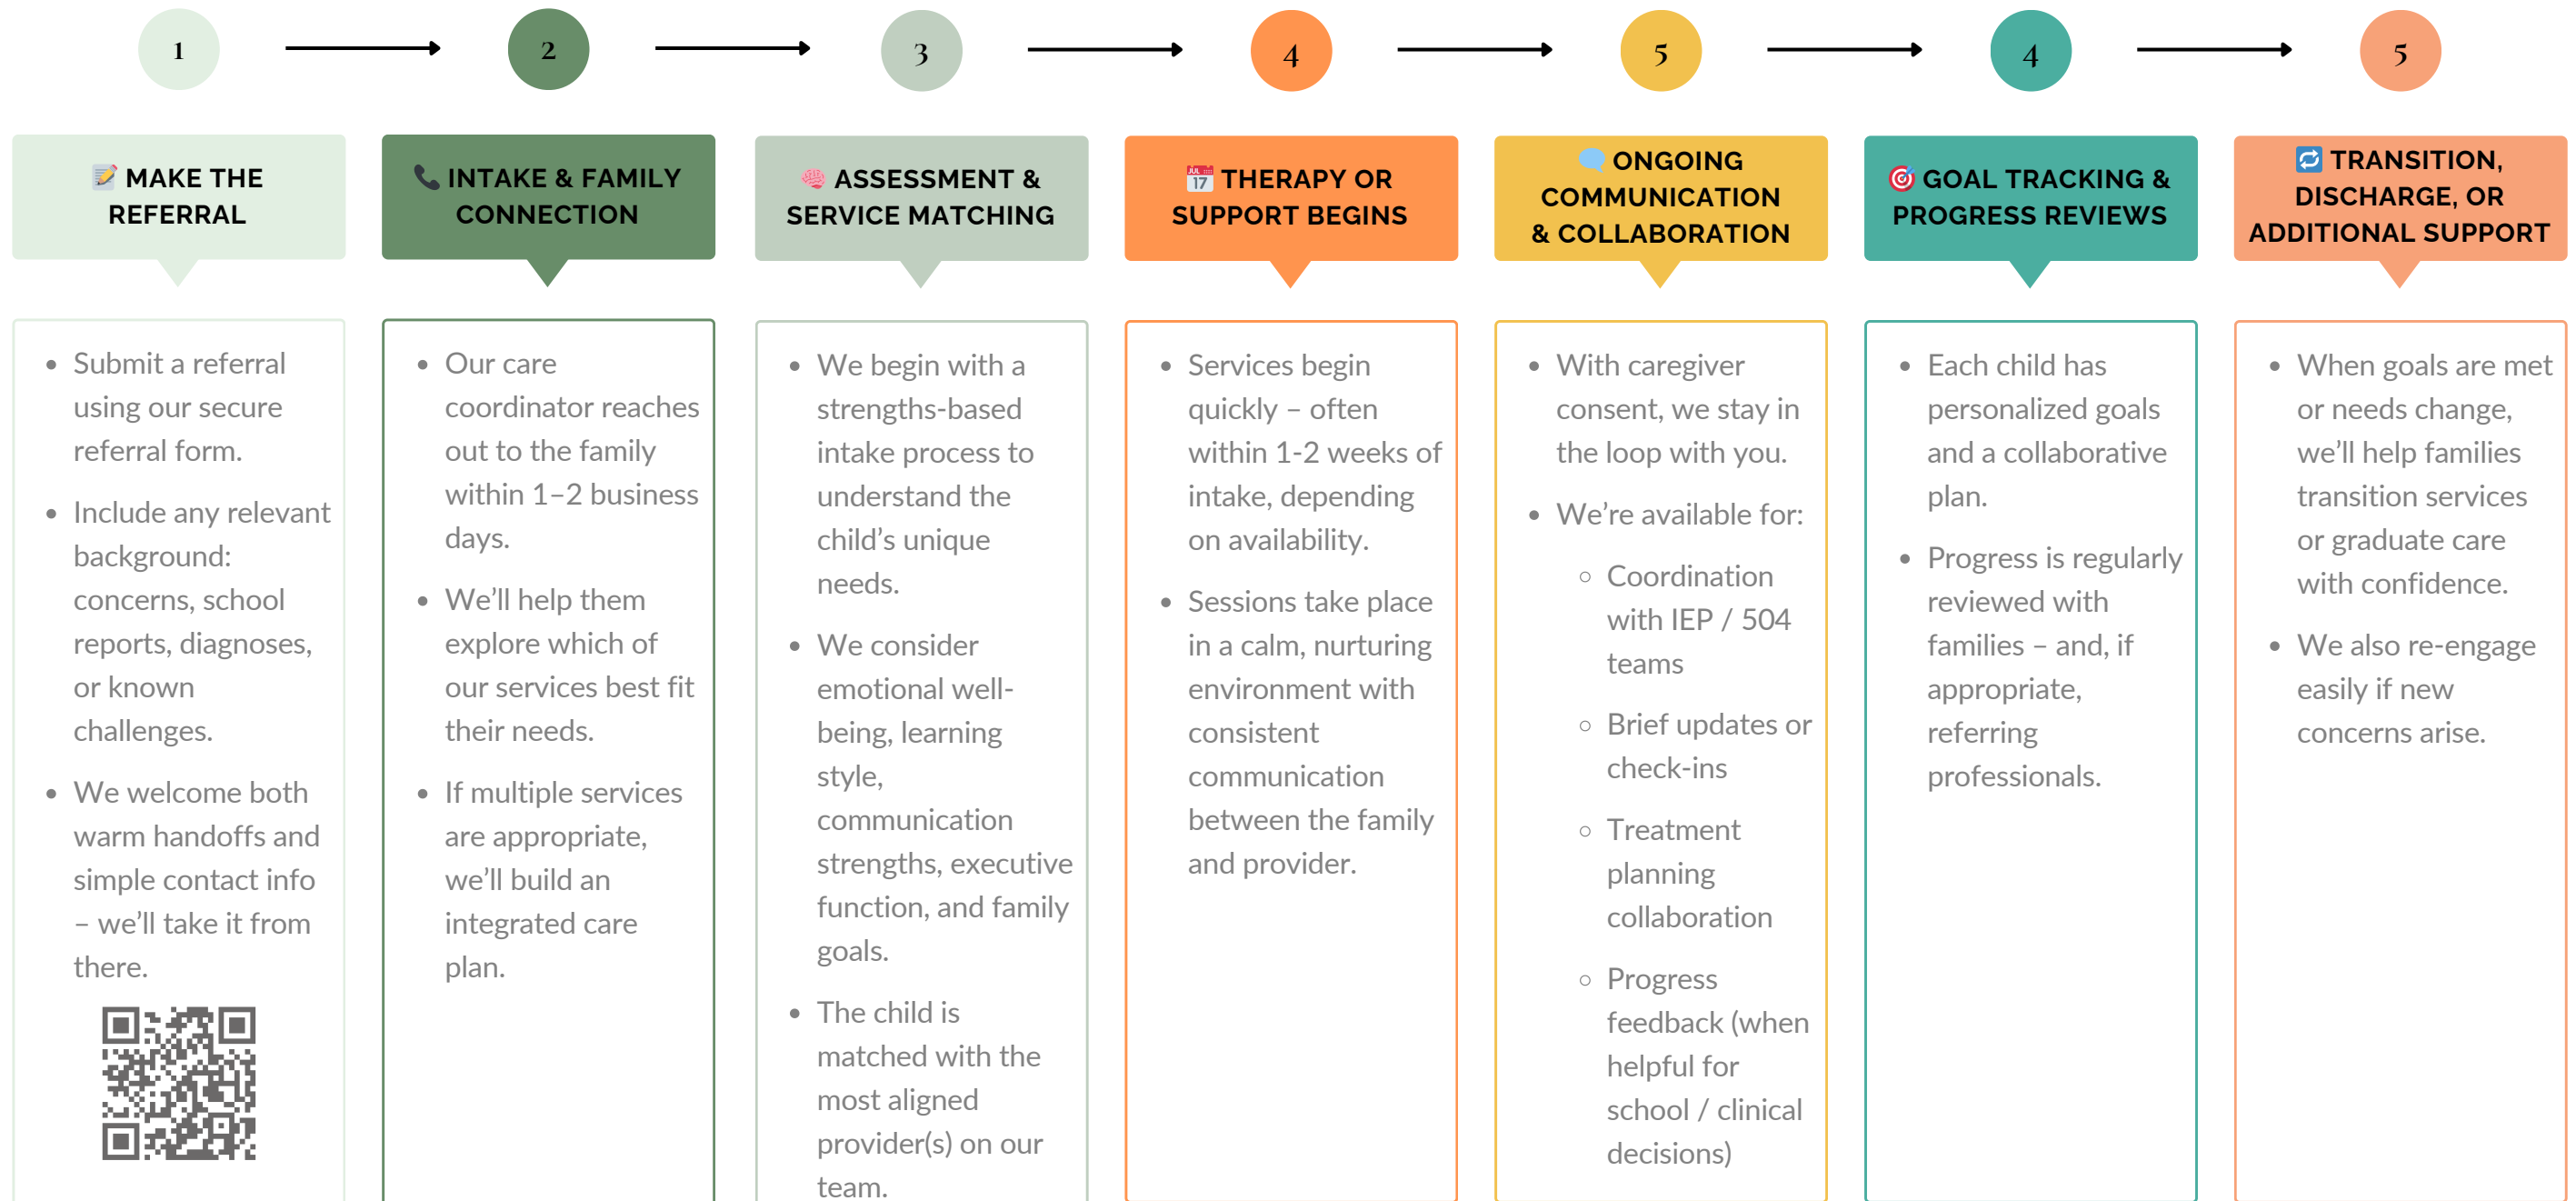 1
2
3
4
5
4
5
MAKE THE
REFERRAL
INTAKE & FAMILY
CONNECTION
ASSESSMENT &
SERVICE MATCHING
JUL
17
THERAPY OR
SUPPORT BEGINS
ONGOING
COMMUNICATION
& COLLABORATION
GOAL TRACKING &
PROGRESS REVIEWS
TRANSITION,
DISCHARGE, OR
ADDITIONAL SUPPORT
• Submit a referral
using our secure
referral form.
• Include any relevant
background:
concerns, school
reports, diagnoses,
or known
challenges.
• We welcome both
warm handoffs and
simple contact info
– we’ll take it from
there.
• Our care
coordinator reaches
out to the family
within 1–2 business
days.
• We’ll help them
explore which of
our services best fit
their needs.
• If multiple services
are appropriate,
we’ll build an
integrated care
plan.
• We begin with a
strengths-based
intake process to
understand the
child’s unique
needs.
• We consider
emotional well-
being, learning
style,
communication
strengths, executive
function, and family
goals.
• The child is
matched with the
most aligned
provider(s) on our
team.
• Services begin
quickly – often
within 1-2 weeks of
intake, depending
on availability.
• Sessions take place
in a calm, nurturing
environment with
consistent
communication
between the family
and provider.
• With caregiver
consent, we stay in
the loop with you.
• We’re available for:
◦ Coordination
with IEP / 504
teams
◦ Brief updates or
check-ins
◦ Treatment
planning
collaboration
◦ Progress
feedback (when
helpful for
school / clinical
decisions)
• Each child has
personalized goals
and a collaborative
plan.
• Progress is regularly
reviewed with
families – and, if
appropriate,
referring
professionals.
• When goals are met
or needs change,
we’ll help families
transition services
or graduate care
with confidence.
• We also re-engage
easily if new
concerns arise.